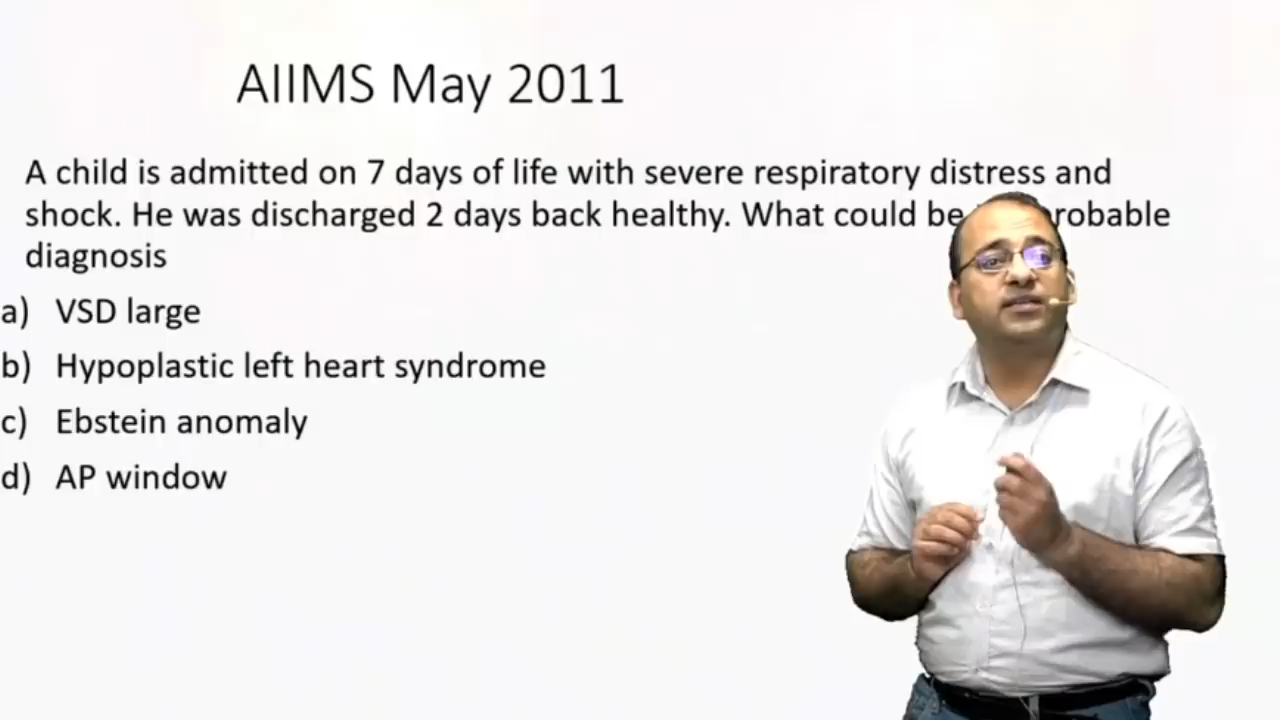 AIIMS May 2011
A child is admitted on 7 days of life with severe respiratory distress and
shock. He was discharged 2 days back healthy. What could be
diagnosis
a) VSD large
b) Hypoplastic left heart syndrome
c) Ebstein anomaly
d) AP window